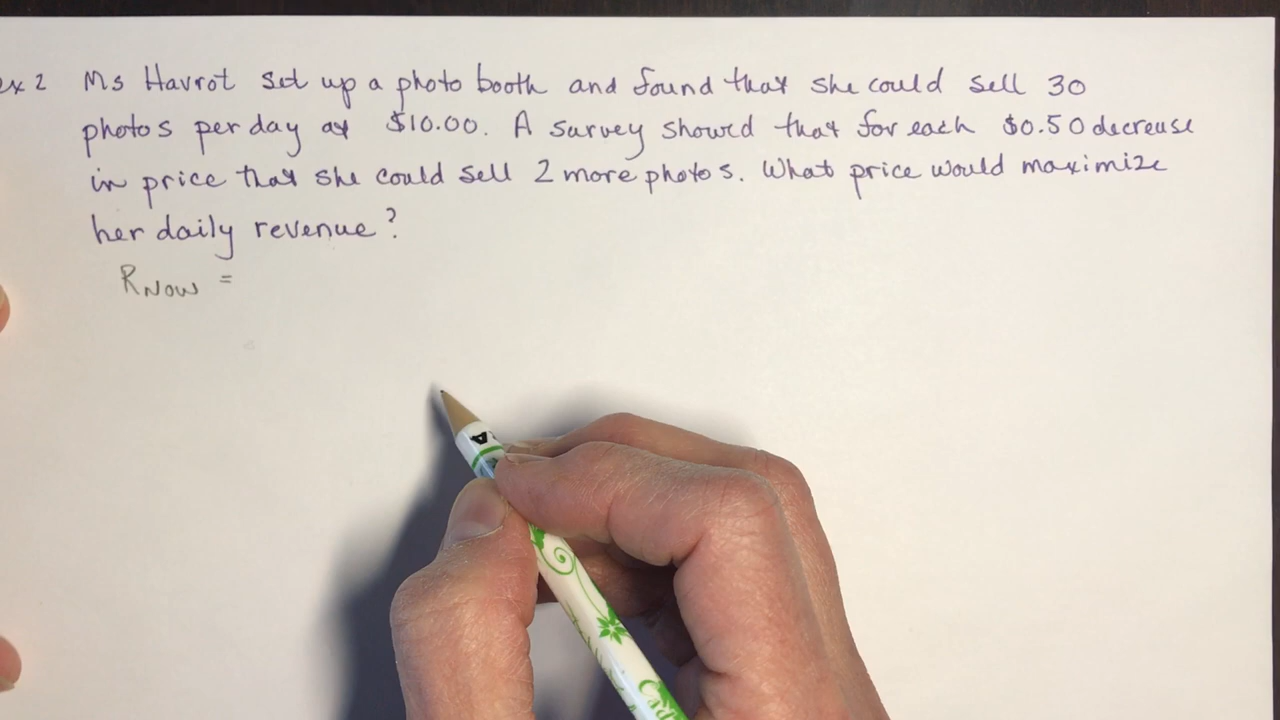 ex 2 Ms Havrot set up a photo booth and found that she could sell 30
photos per day at $10.00. A survey showed that for each $0.50 decrease
in price that she could sell 2 more photos. What price would maximize
her daily revenue?
R NOW =